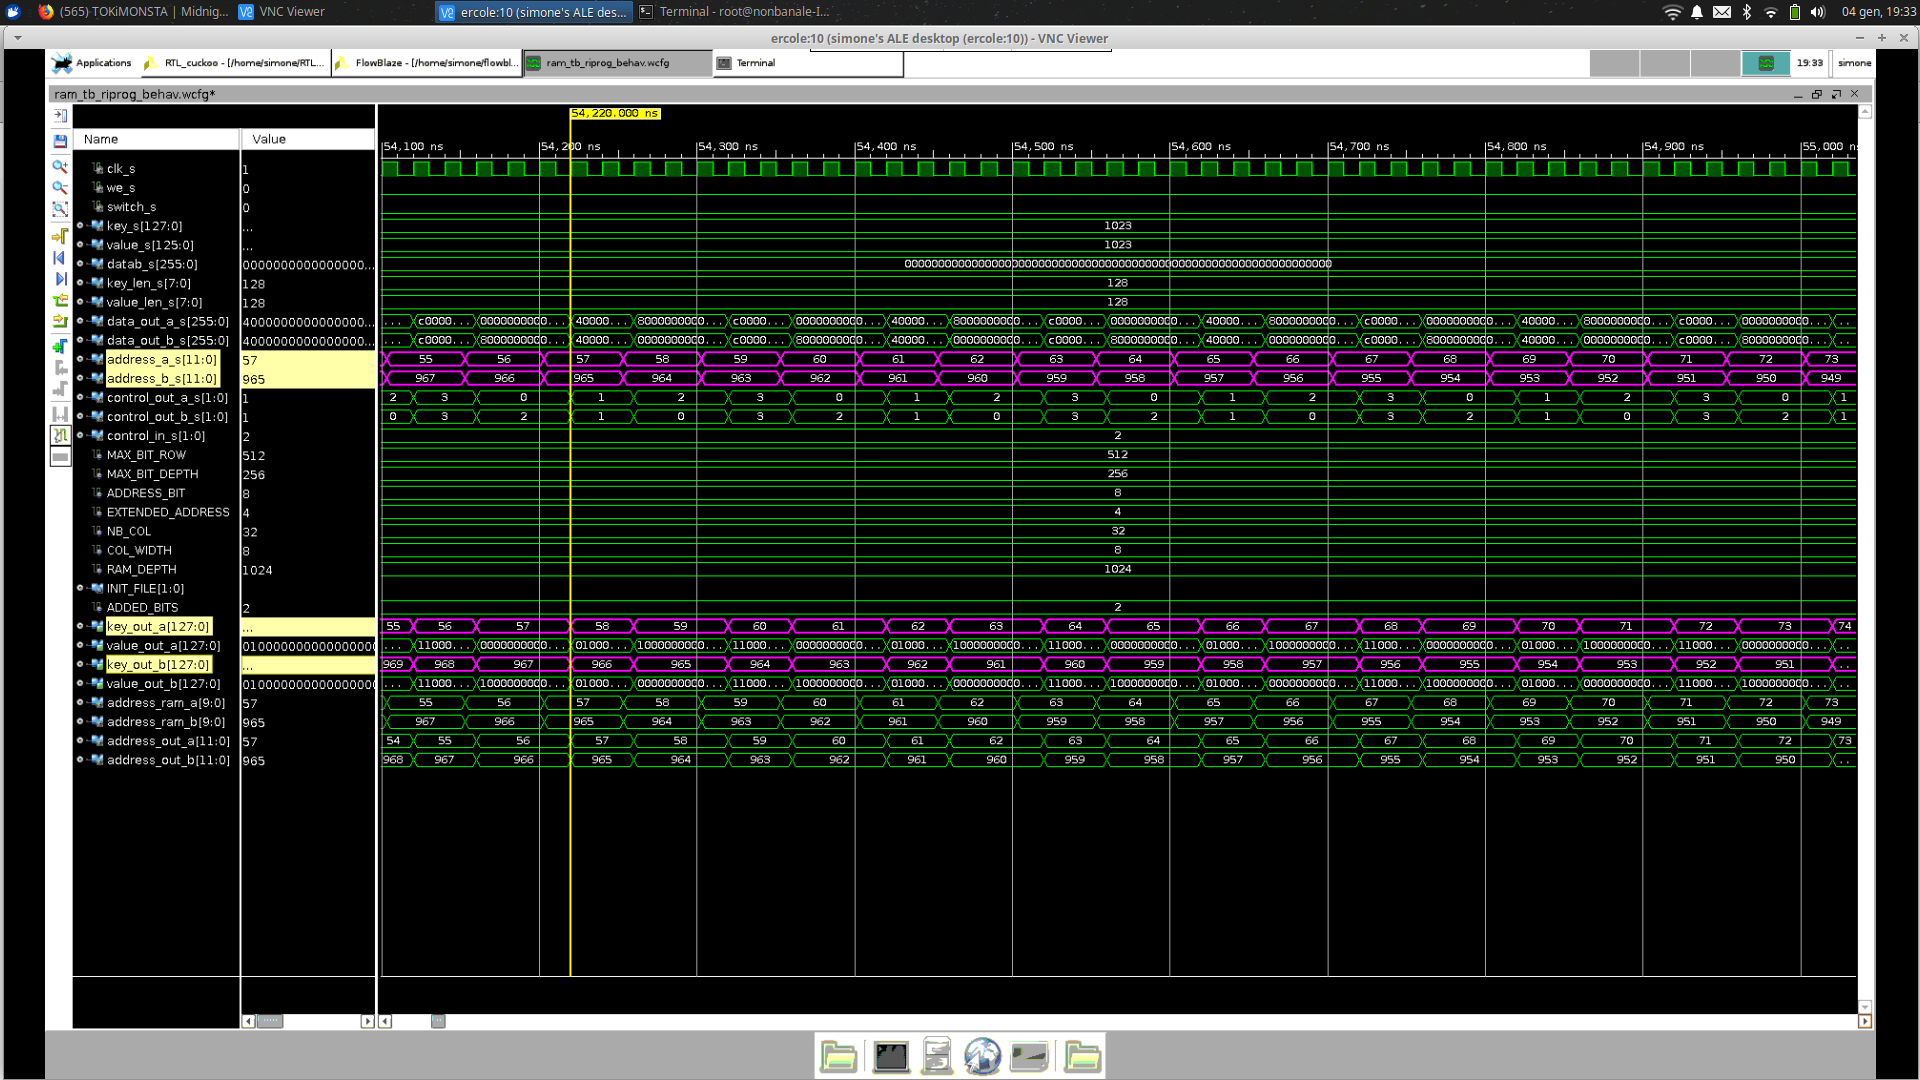 (565) TOKiMONSTA | Midnig...
VNC Viewer
ercole:10 (simone's ALE des...
Terminal - root@nonbanale-I...
04 gen, 19:33
ercole:10 (simone's ALE desktop (ercole:10)) - VNC Viewer
Applications
RTL_cuckoo - [/home/simone/RTL...
FlowBlaze - [/home/simone/flowbl...
ram_tb_riprog_behav.wcfg
Terminal
19:33
simone
ram_tb_riprog_behav.wcfg*
54,220.000 ns
Name Value
54,100 ns 54,200 ns 54,300 ns 54,400 ns 54,500 ns 54,600 ns 54,700 ns 54,800 ns 54,900 ns 55,000 n
clk_s 1
we_s 0
switch_s 0
key_s[127:0] ... 1023
value_s[125:0] ... 1023
datab_s[255:0] 0000000000000000...
key_len_s[7:0] 128 128
value_len_s[7:0] 128 128
data_out_a_s[255:0] 4000000000000000... ... c0000... 0000000000... 40000... 8000000000... c0000... 0000000000... 40000... 8000000000... c0000... 0000000000... 40000... 8000000000... c0000... 0000000000... 40000... 8000000000... c0000... 0000000000... ...
data_out_b_s[255:0] 4000000000000000... ... c0000... 8000000000... 40000... 0000000000... c0000... 8000000000... 40000... 0000000000... c0000... 8000000000... 40000... 0000000000... c0000... 8000000000... 40000... 0000000000... c0000... 8000000000... ...
address_a_s[11:0] 57 55 56 57 58 59 60 61 62 63 64 65 66 67 68 69 70 71 72 73
address_b_s[11:0] 965 967 966 965 964 963 962 961 960 959 958 957 956 955 954 953 952 951 950 949
control_out_a_s[1:0] 1 2 3 0 1 2 3 0 1 2 3 0 1 2 3 0 1 2 3 0 1
control_out_b_s[1:0] 1 0 3 2 1 0 3 2 1 0 3 2 1 0 3 2 1 0 3 2 1
control_in_s[1:0] 2 2
MAX_BIT_ROW 512 512
MAX_BIT_DEPTH 256 256
ADDRESS_BIT 8 8
EXTENDED_ADDRESS 4 4
NB_COL 32 32
COL_WIDTH 8 8
RAM_DEPTH 1024 1024
INIT_FILE[1:0]
ADDED_BITS 2 2
key_out_a[127:0] ... 55 56 57 58 59 60 61 62 63 64 65 66 67 68 69 70 71 72 73 74
value_out_a[127:0] 0100000000000000000 ... 11000... 0000000000... 01000... 1000000000... 11000... 0000000000... 01000... 1000000000... 11000... 0000000000... 01000... 1000000000... 11000... 0000000000... 01000... 1000000000... 11000... 0000000000... ...
key_out_b[127:0] ... 969 968 967 966 965 964 963 962 961 960 959 958 957 956 955 954 953 952 951 ..
value_out_b[127:0] 0100000000000000000 ... 11000... 1000000000... 01000... 0000000000... 11000... 1000000000... 01000... 0000000000... 11000... 1000000000... 01000... 0000000000... 11000... 1000000000... 01000... 0000000000... 11000... 1000000000... ...
address_ram_a[9:0] 57 55 56 57 58 59 60 61 62 63 64 65 66 67 68 69 70 71 72 73
address_ram_b[9:0] 965 967 966 965 964 963 962 961 960 959 958 957 956 955 954 953 952 951 950 949
address_out_a[11:0] 57 54 55 56 57 58 59 60 61 62 63 64 65 66 67 68 69 70 71 72 73
address_out_b[11:0] 965 968 967 966 965 964 963 962 961 960 959 958 957 956 955 954 953 952 951 950 ..